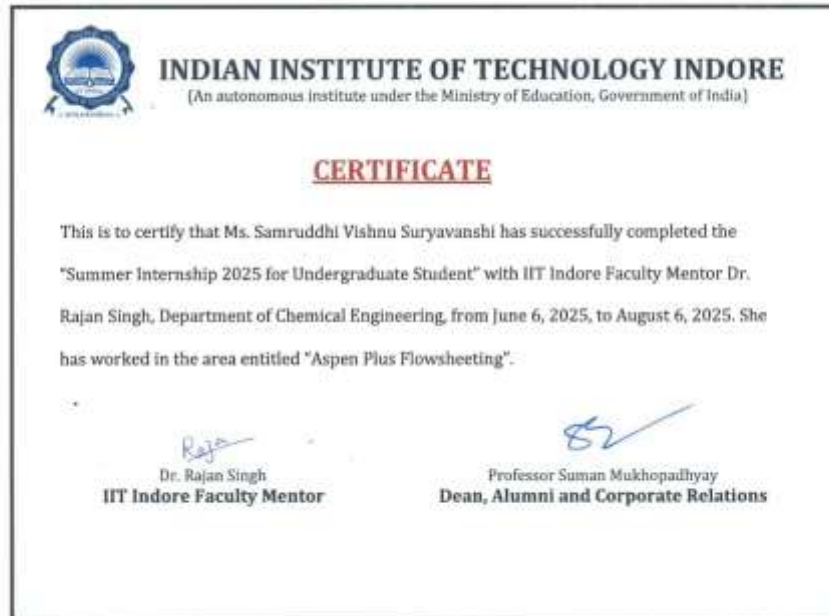 INDIAN INSTITUTE OF TECHNOLOGY INDORE
(An autonomous institute under the Ministry of Education, Government of India)
CERTIFICATE
This is to certify that Ms. Samruddhi Vishnu Suryavanshi has successfully completed the
"Summer Internship 2025 for Undergraduate Student" with IIT Indore Faculty Mentor Dr.
Rajan Singh, Department of Chemical Engineering, from June 6, 2025, to August 6, 2025. She
has worked in the area entitled "Aspen Plus Flowsheeting".
Dr. Rajan Singh
IIT Indore Faculty Mentor
Professor Suman Mukhopadhyay
Dean, Alumni and Corporate Relations